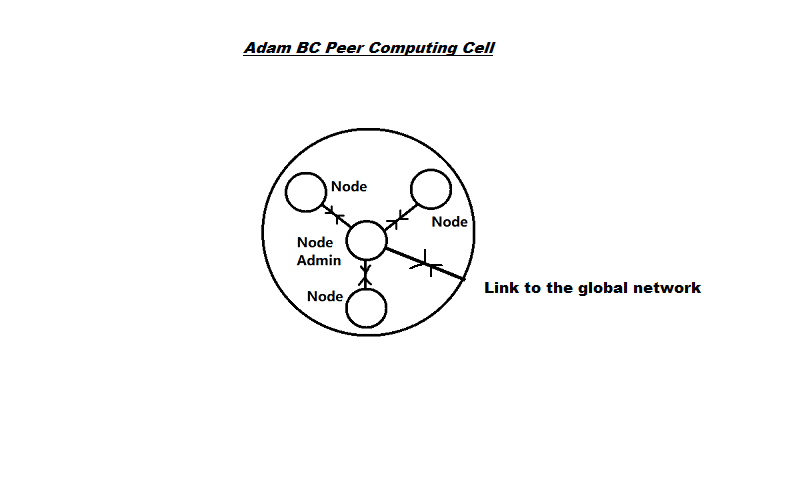 Adam BC Peer Computing Cell
Node
Node
Node
Admin
Node
Link to the global network